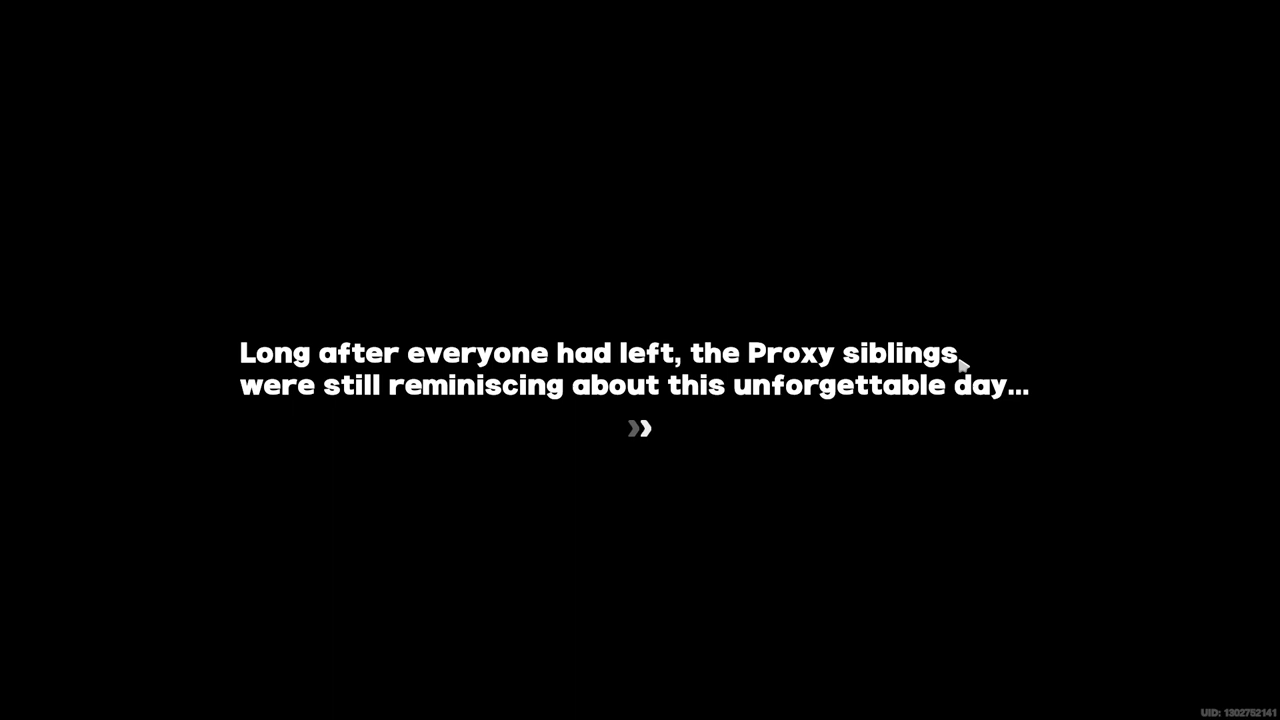 Long after everyone had left, the Proxy siblings
were still reminiscing about this unforgettable day...
UID: 1302752141